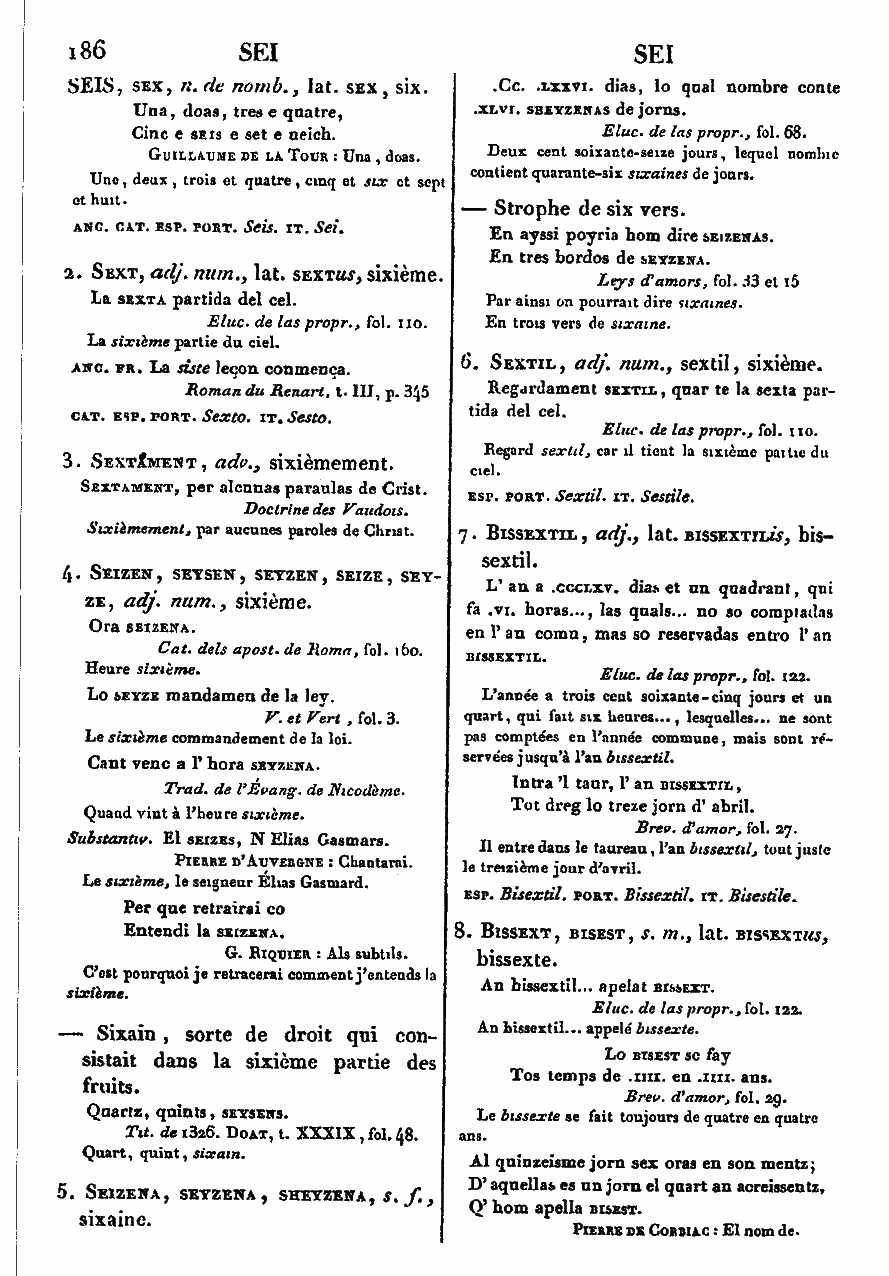 186 SEI
SEI
SEIS, SEX, n. de nomb., lat. SEX, six.
Una, doas, tres e quatre,
Cinc e SEIS e set e ueich.
GUILLAUME DE LA TOUR : Una, doas.
Une, deux, trois et quatre, cinq et six et sept
et huit.
ANC. CAT. ESP. PORT. Seis. IT. Sei.
2. SEXT, adj. num., lat. SEXTUS, sixième.
La SEXTA partida del cel.
Eluc. de las propr., fol. 110.
La sixième partie du ciel.
ANC. FR. La siste leçon conmença.
Roman du Renart, t. III, p. 345
CAT. ESP. PORT. Sexto. IT. Sesto.
3. SEXTAMENT, adv., sixièmement.
SEXTAMENT, per alcunas paraulas de Crist.
Doctrine des Vaudois.
Sixièmement, par aucunes paroles de Christ.
4. SEIZEN, SEYSEN, SEYZEN, SEIZE, SEY-
ZE, adj. num., sixième.
Ora SEIZENA.
Cat. dels apost. de Roma, fol. 160.
Heure sixième.
Lo SEYZE mandamen de la ley.
V. et Vert, fol. 3.
Le sixième commandement de la loi.
Cant venc a l' hora SEYZENA.
Trad. de l'Évang. de Nicodème.
Quand vint à l'heure sixième.
Substantiv. El SEIZES, N Elias Gasmars.
PIERRE D'AUVERGNE : Chantarai.
Le sixième, le seigneur Élias Gasmard.
Per que retrairai co
Entendi la SEIZENA.
G. RIQUIER : Als subtils.
C'est pourquoi je retracerai comment j'entends la
sixième.
— Sixain, sorte de droit qui con-
sistait dans la sixième partie des
fruits.
Quartz, quints, SEYSENS.
Tit. de 1326. DOAT, t. XXXIX, fol. 48.
Quart, quint, sixain.
5. SEIZENA, SEYZENA, SHEYZENA, s. f.,
sixaine.
.Cc. .LXXVI. dias, lo qual nombre conte
.XLVI. SBEYZENAS de jorns.
Eluc. de las propr., fol. 68.
Deux cent soixante-seize jours, lequel nombre
contient quarante-six sixaines de jours.
— Strophe de six vers.
En ayssi poyria hom dire SEIZENAS.
En tres bordos de SEYZENA.
Leys d'amors, fol. 33 et 15
Par ainsi on pourrait dire sixaines.
En trois vers de sixaine.
6. SEXTIL, adj. num., sextil, sixième.
Regardament SEXTIL, quar te la sexta par-
tida del cel.
Eluc. de las propr., fol. 110.
Regard sextil, car il tient la sixième partie du
ciel.
ESP. PORT. Sextil. IT. Sestile.
7. BISSEXTIL, adj., lat. BISSEXTILIS, bis-
sextil.
L' an a .CCCLXV. dias et un quadrant, qui
fa .VI. horas..., las quals... no so comptadas
en l' an comu, mas so reservadas entro l' an
BISSEXTIL.
Eluc. de las propr., fol. 122.
L'année a trois cent soixante-cinq jours et un
quart, qui fait six heures..., lesquelles... ne sont
pas comptées en l'année commune, mais sont ré-
servées jusqu'à l'an bissextil.
Intra 'l taur, l' an BISSEXTIL,
Tot dreg lo treze jorn d' abril.
Brev. d'amor, fol. 27.
Il entre dans le taureau, l'an bissextil, tout juste
le treizième jour d'avril.
ESP. Bisextil. PORT. Bissextil. IT. Bisestile.
8. BISSEXT, BISEST, s. m., lat. BISSEXTUS,
bissexte.
An bissextil... apelat BISSEXT.
Eluc. de las propr., fol. 122.
An bissextil... appelé bissexte.
Lo BISEST se fay
Tos temps de .IIII. en .IIII. ans.
Brev. d'amor, fol. 29.
Le bissexte se fait toujours de quatre en quatre
ans.
Al quinzeisme jorn sex oras en son mentz;
D' aquellas es un jorn el quart an acreissentz,
Q' hom apella BISEST.
PIERRE DE CORBIAC : El nom de.